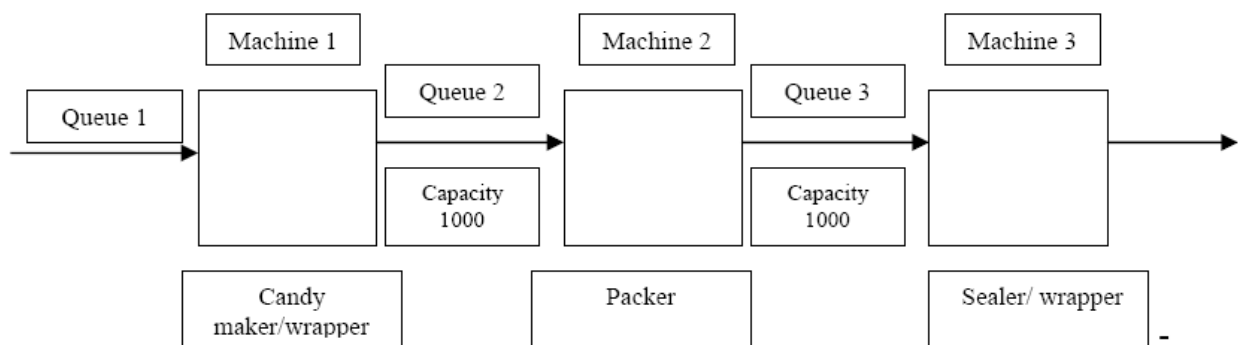 Machine 1
Machine 2
Machine 3
Queue 1
Queue 2
Queue 3
Capacity
1000
Capacity
1000
Candy
maker/wrapper
Packer
Sealer/ wrapper
-